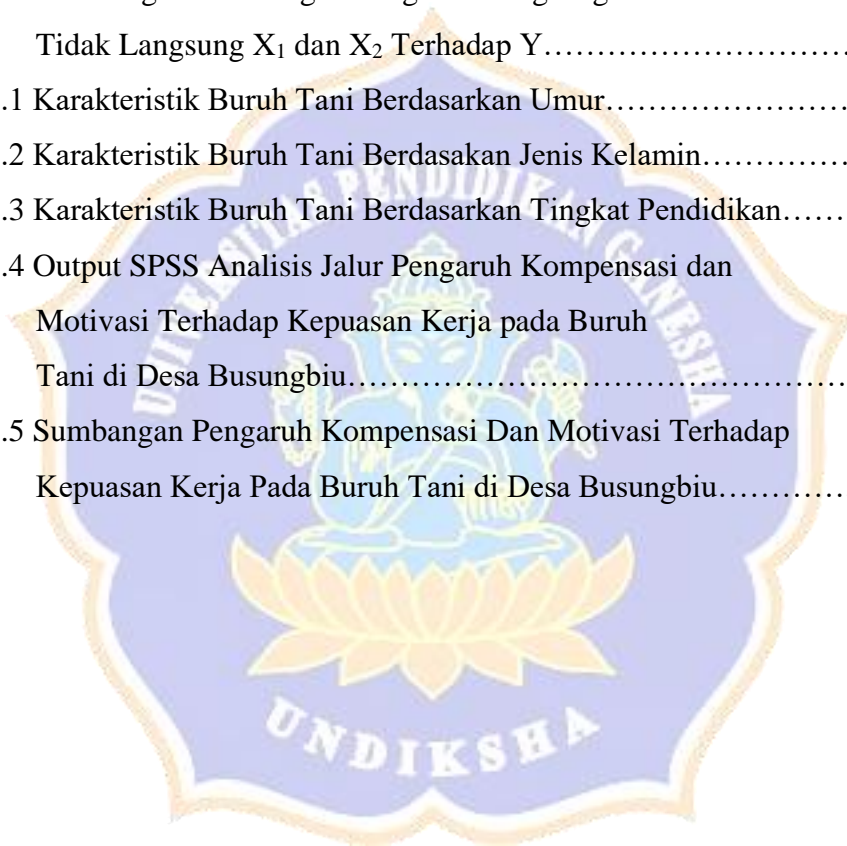 Tidak Langsung X₁ dan X₂ Terhadap Y…………………………
.1 Karakteristik Buruh Tani Berdasarkan Umur……………………
.2 Karakteristik Buruh Tani Berdasakan Jenis Kelamin……………
.3 Karakteristik Buruh Tani Berdasarkan Tingkat Pendidikan……
.4 Output SPSS Analisis Jalur Pengaruh Kompensasi dan
Motivasi Terhadap Kepuasan Kerja pada Buruh
Tani di Desa Busungbiu……………………………………………
.5 Sumbangan Pengaruh Kompensasi Dan Motivasi Terhadap
Kepuasan Kerja Pada Buruh Tani di Desa Busungbiu…………
UNIVERSITAS PENDIDIKAN GANESHA
UNDIKSHA